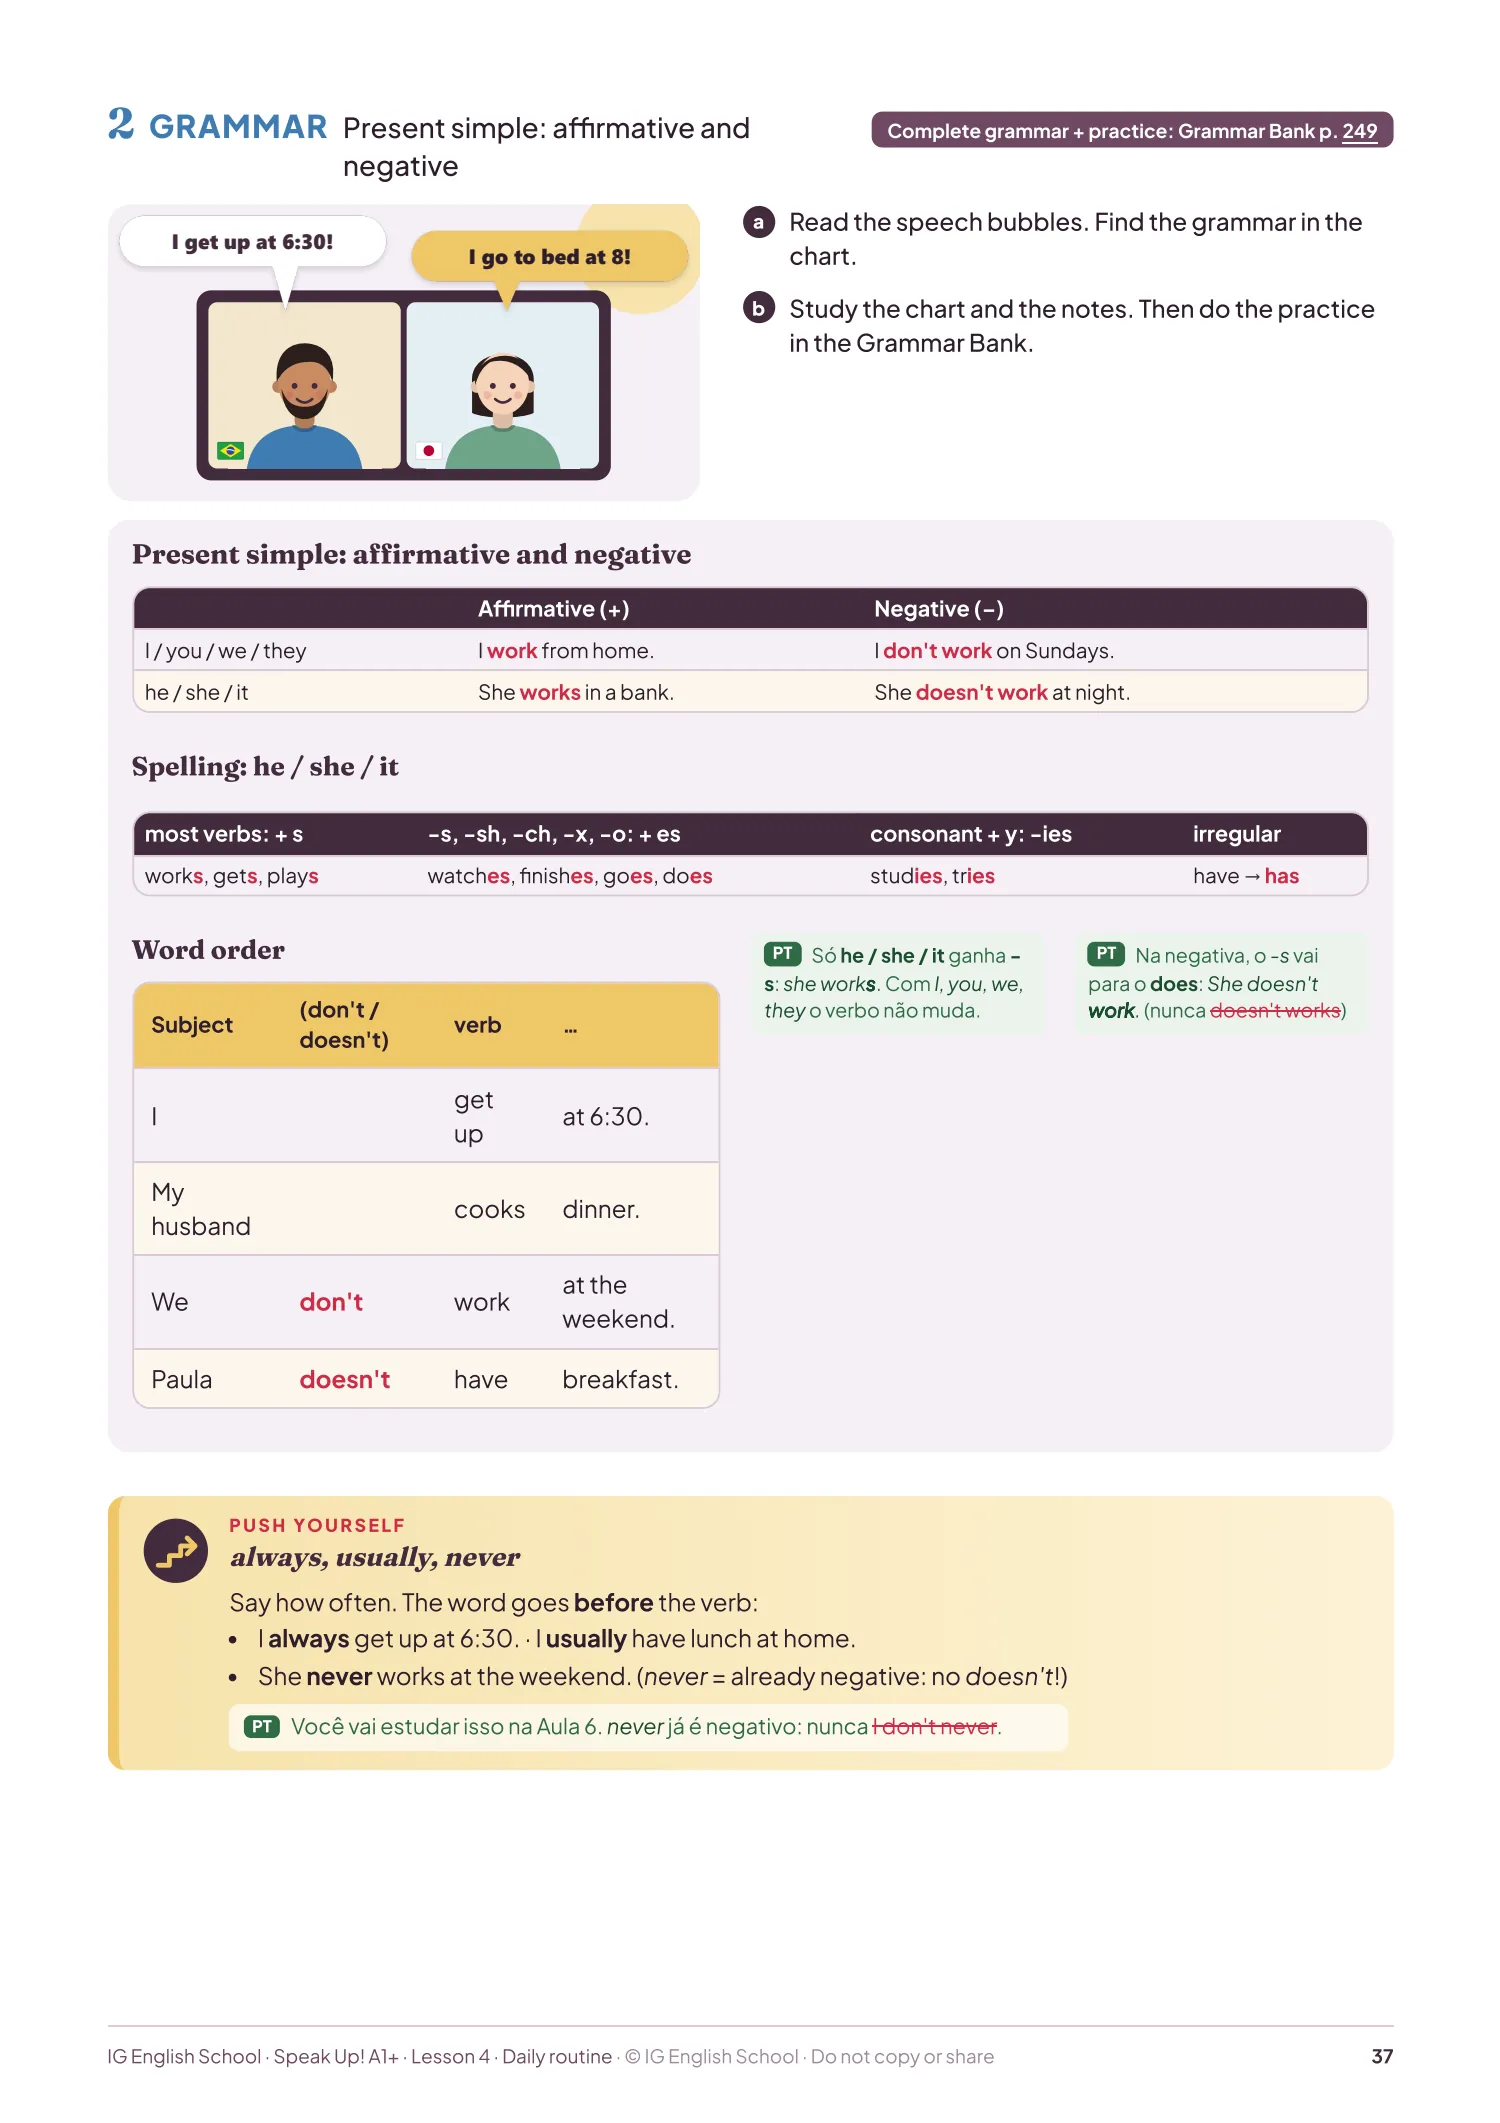 2 GRAMMAR Present simple: affirmative and
negative
Complete grammar + practice: Grammar Bank p. 249
I get up at 6:30!
I go to bed at 8!
a Read the speech bubbles. Find the grammar in the
chart.
b Study the chart and the notes. Then do the practice
in the Grammar Bank.
Present simple: affirmative and negative
Affirmative (+) Negative (–)
I / you / we / they I work from home. I don't work on Sundays.
he / she / it She works in a bank. She doesn't work at night.
Spelling: he / she / it
most verbs: + s –s, –sh, –ch, –x, –o: + es consonant + y: –ies irregular
works, gets, plays watches, finishes, goes, does studies, tries have → has
Word order
Subject (don't / doesn't) verb …
I get up at 6:30.
My husband cooks dinner.
We don't work at the weekend.
Paula doesn't have breakfast.
PT Só he / she / it ganha –
s: she works. Com I, you, we,
they o verbo não muda.
PT Na negativa, o -s vai
para o does: She doesn't
work. (nunca doesn't works)
PUSH YOURSELF
always, usually, never
Say how often. The word goes before the verb:
• I always get up at 6:30. · I usually have lunch at home.
• She never works at the weekend. (never = already negative: no doesn't!)
PT Você vai estudar isso na Aula 6. never já é negativo: nunca I don't never.
IG English School · Speak Up! A1+ · Lesson 4 · Daily routine · © IG English School · Do not copy or share
37